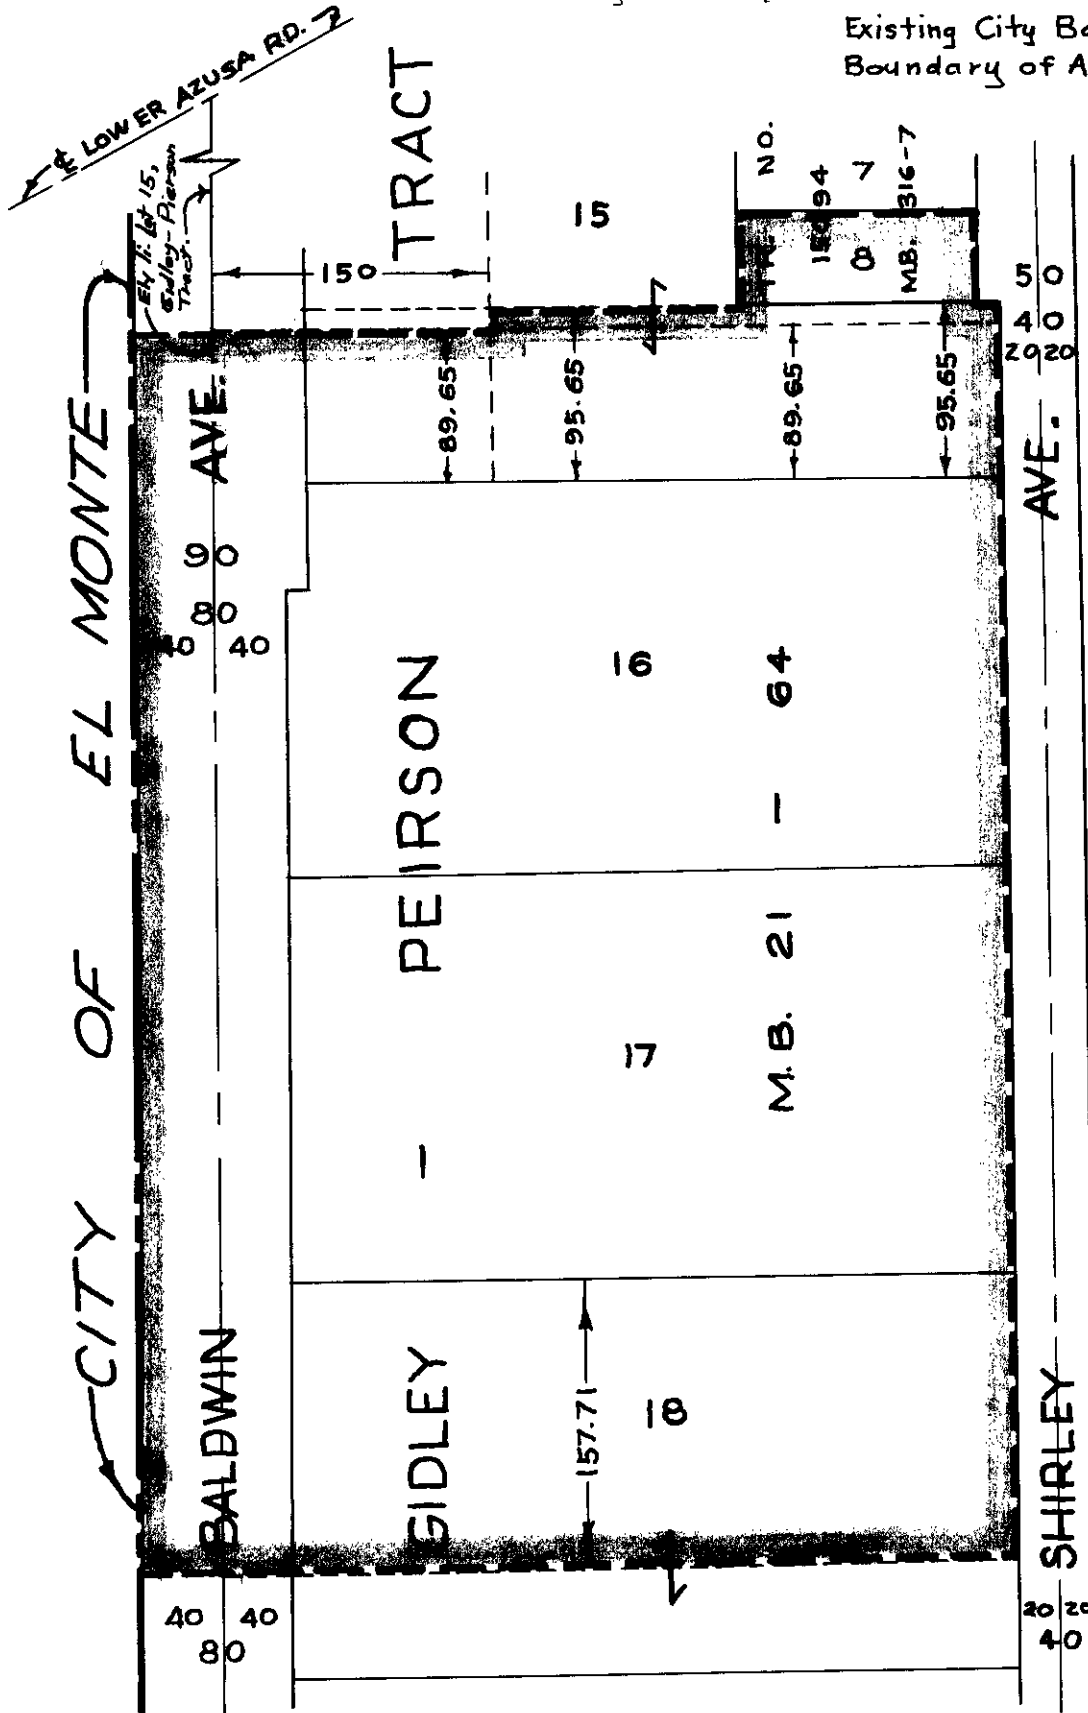 Existing City Bo
Boundary of A
℄ LOWER AZUSA RD.
Ely li. Lot 15,
Gidley-Pierson
Tract.
TRACT
NO.
15094
7
316-7
15
TR.
8
M.B.
150
50
40
20 20
89.65
95.65
89.65
95.65
CITY OF EL MONTE
BALDWIN AVE.
90
80
40 40
GIDLEY - PEIRSON
16
M.B. 21 - 64
17
18
157.71
SHIRLEY AVE.
40 40
80
20 20
40